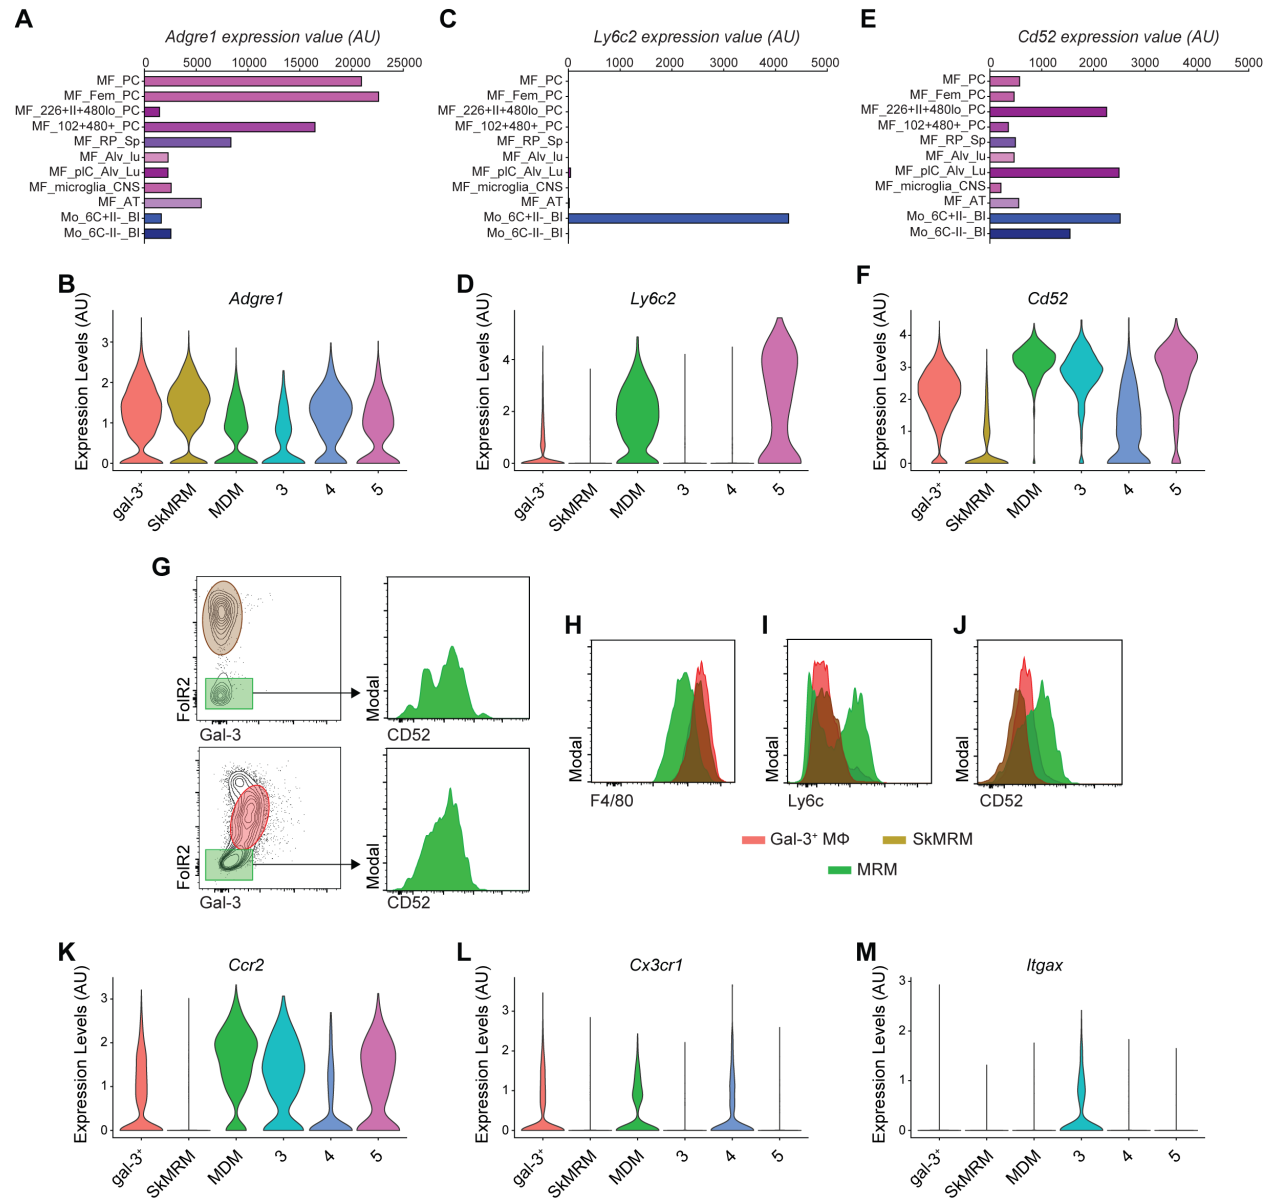 A
Adgre1 expression value (AU)
0 5000 10000 15000 20000 25000
MF_PC
MF_Fem_PC
MF_226+II+480lo_PC
MF_102+480+_PC
MF_RP_Sp
MF_Alv_lu
MF_pIC_Alv_Lu
MF_microglia_CNS
MF_AT
Mo_6C+II-_BI
Mo_6C-II-_BI
C
Ly6c2 expression value (AU)
0 1000 2000 3000 4000 5000
MF_PC
MF_Fem_PC
MF_226+II+480lo_PC
MF_102+480+_PC
MF_RP_Sp
MF_Alv_lu
MF_pIC_Alv_Lu
MF_microglia_CNS
MF_AT
Mo_6C+II-_BI
Mo_6C-II-_BI
E
Cd52 expression value (AU)
0 1000 2000 3000 4000 5000
MF_PC
MF_Fem_PC
MF_226+II+480lo_PC
MF_102+480+_PC
MF_RP_Sp
MF_Alv_lu
MF_pIC_Alv_Lu
MF_microglia_CNS
MF_AT
Mo_6C+II-_BI
Mo_6C-II-_BI
B
Adgre1
Expression Levels (AU)
3
2
1
0
gal-3+ SkMRM MDM 3 4 5
D
Ly6c2
Expression Levels (AU)
4
2
0
gal-3+ SkMRM MDM 3 4 5
F
Cd52
Expression Levels (AU)
4
3
2
1
0
gal-3+ SkMRM MDM 3 4 5
G
FolR2
Gal-3
Modal
CD52
FolR2
Gal-3
Modal
CD52
H
Modal
F4/80
I
Modal
Ly6c
J
Modal
CD52
Gal-3+ MΦ SkMRM
MRM
K
Ccr2
Expression Levels (AU)
3
2
1
0
gal-3+ SkMRM MDM 3 4 5
L
Cx3cr1
Expression Levels (AU)
3
2
1
0
gal-3+ SkMRM MDM 3 4 5
M
Itgax
Expression Levels (AU)
3
2
1
0
gal-3+ SkMRM MDM 3 4 5